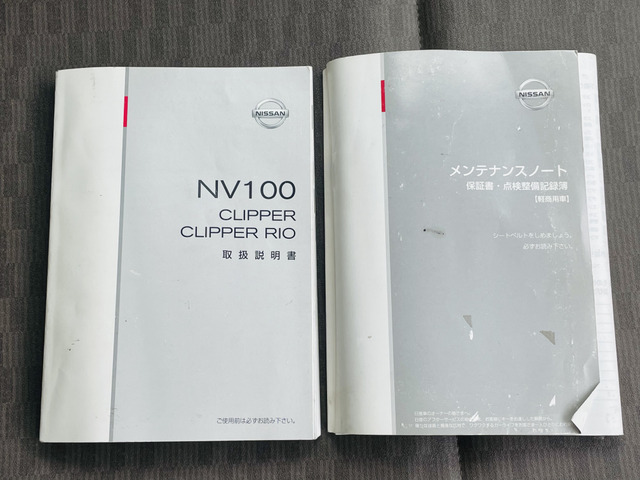 NISSAN
NV100
CLIPPER
CLIPPER RIO
取扱説明書
ご使用前は必ずお読み下さい。
NISSAN
メンテナンスノート
保証書・点検整備記録簿
【軽商用車】
シートベルトをしめましょう。
必ずお読み下さい。